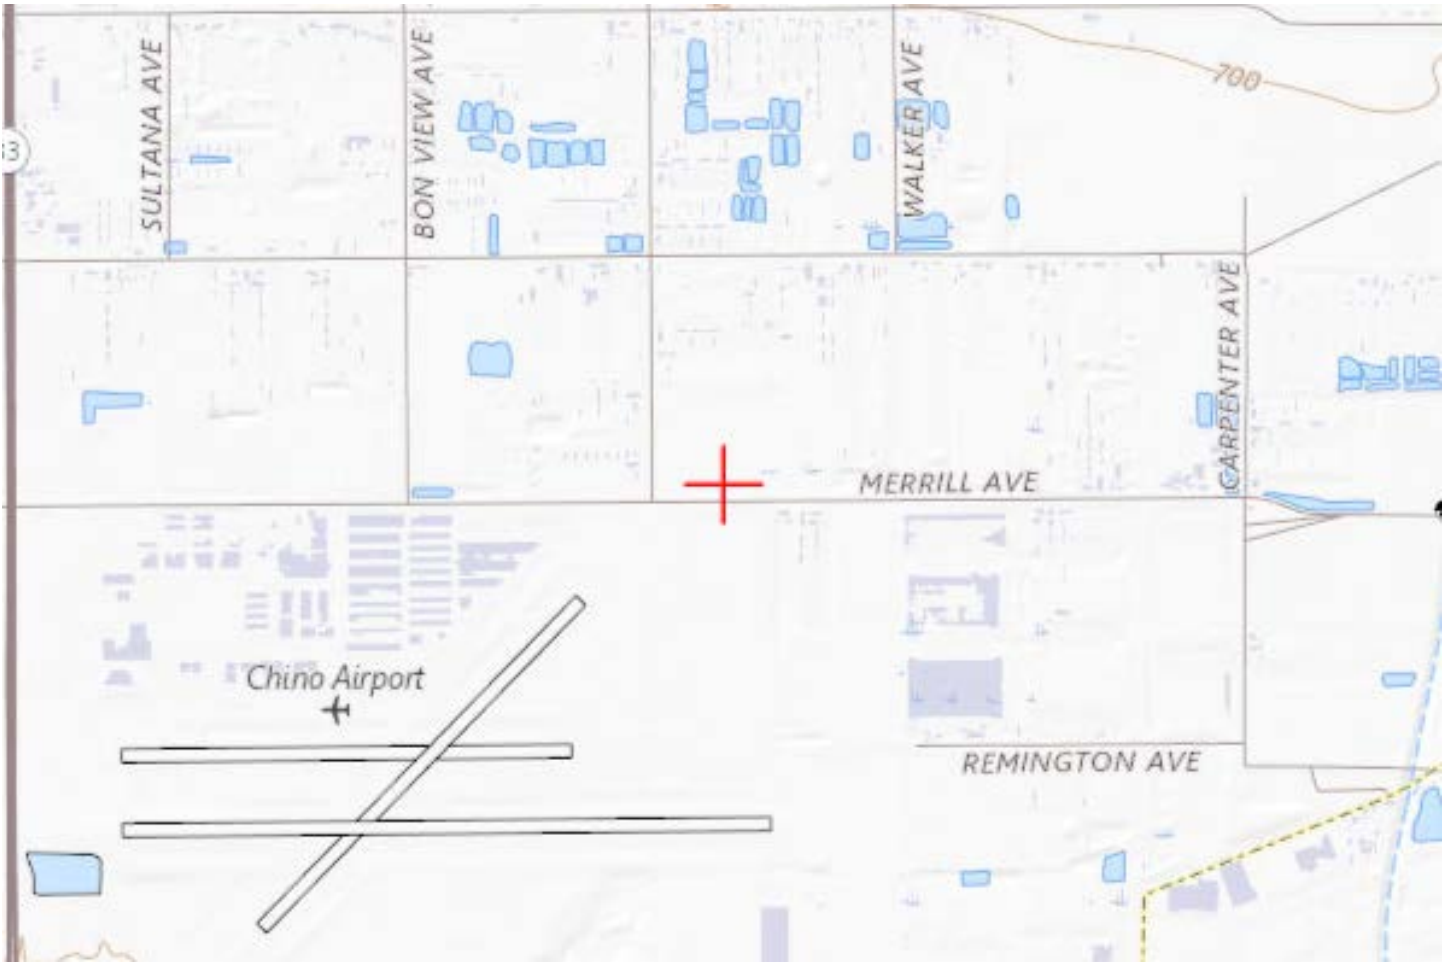 SULTANA AVE
BON VIEW AVE
WALKER AVE
700
CARPENTER AVE
MERRILL AVE
Chino Airport
REMINGTON AVE